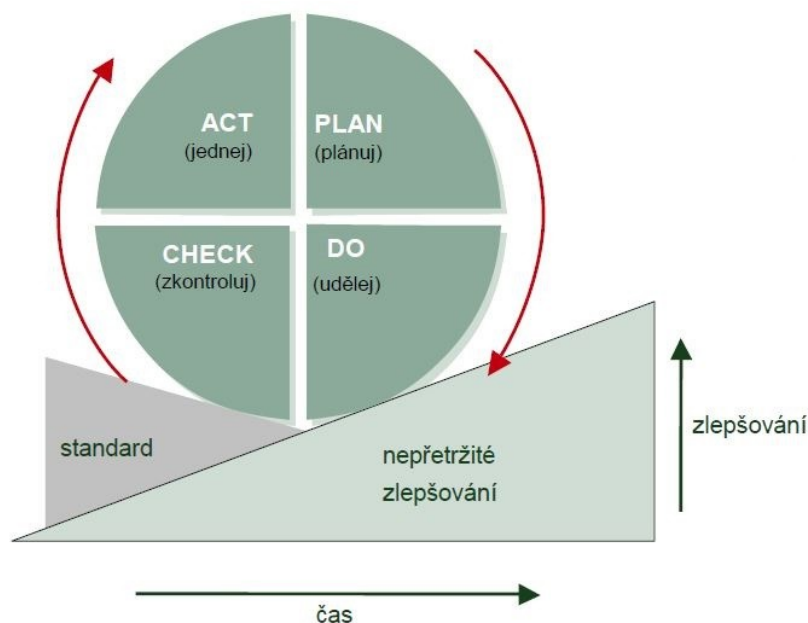 ACT
(jednej)
PLAN
(plánuj)
CHECK
(zkontroluj)
DO
(udělej)
standard
nepřetržité
zlepšování
zlepšování
čas